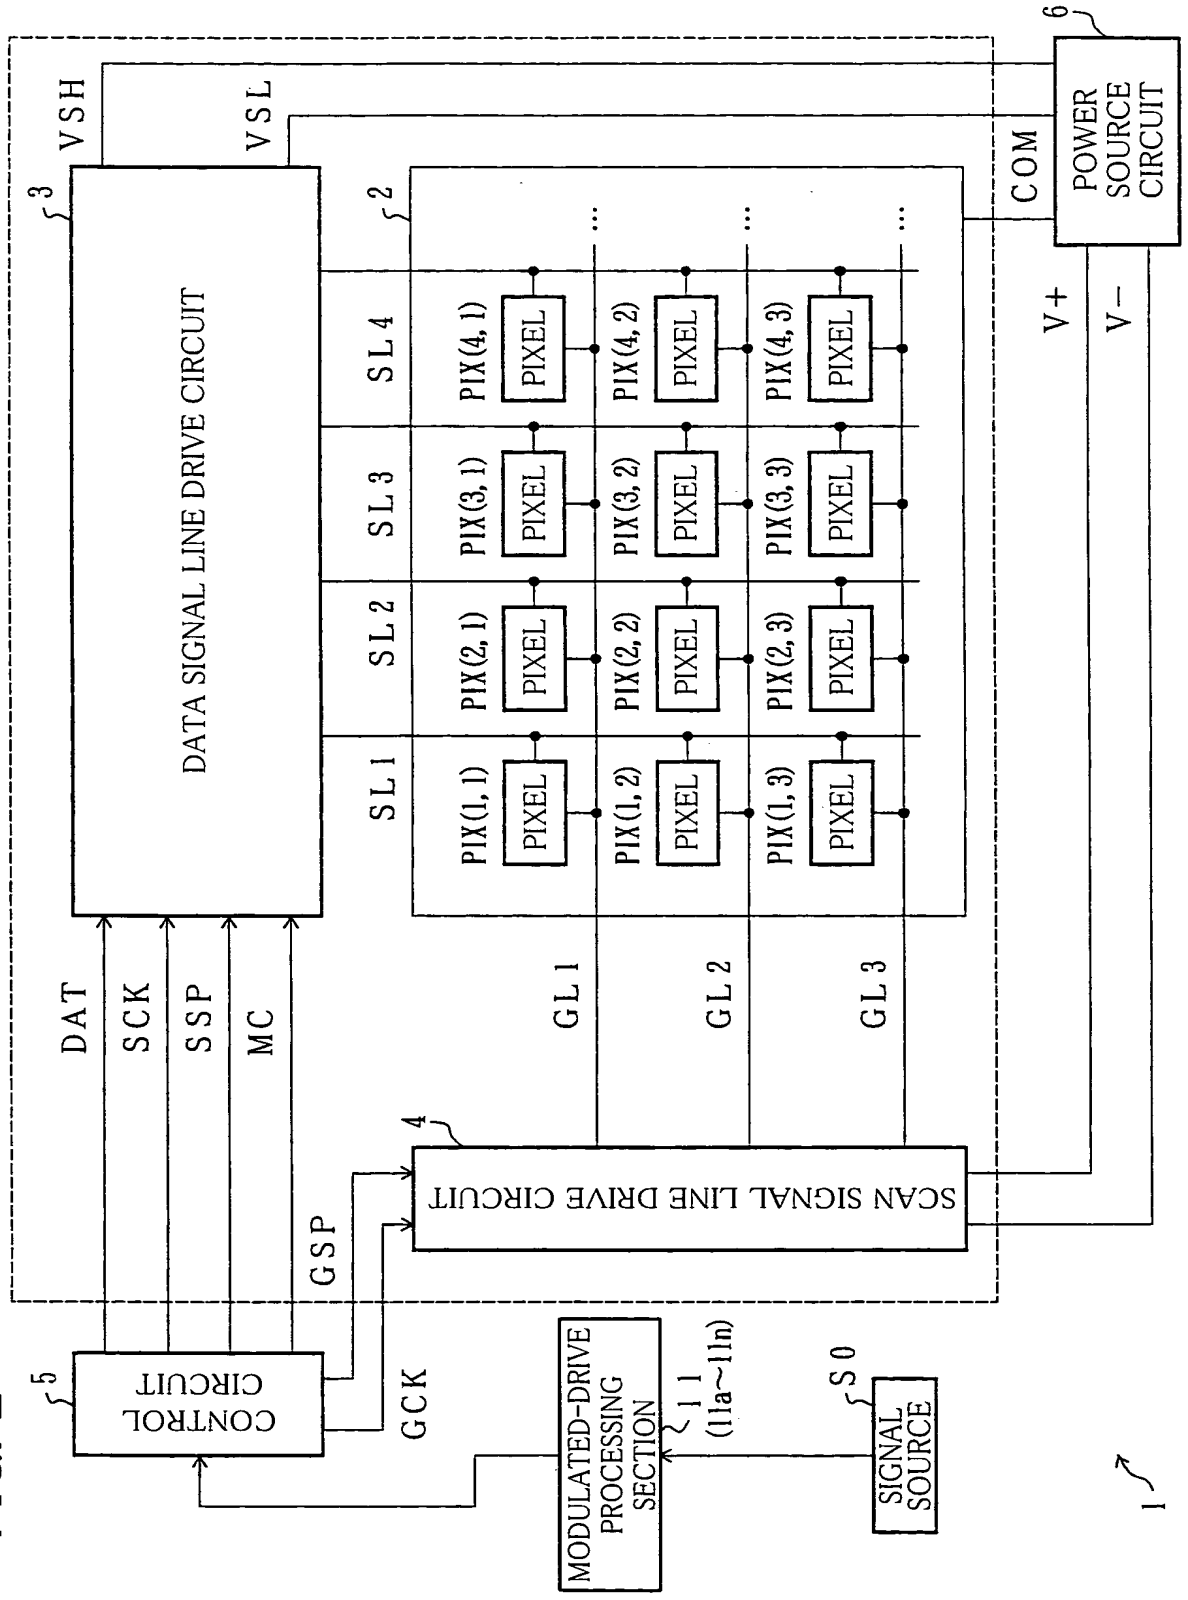 5
CONTROL
CIRCUIT
DAT
SCK
SSP
MC
GSP
GCK
3
DATA SIGNAL LINE DRIVE CIRCUIT
VSH
VSL
SL1
SL2
SL3
SL4
2
PIX(1,1)
PIX(2,1)
PIX(3,1)
PIX(4,1)
PIXEL
PIXEL
PIXEL
PIXEL
...
GL1
PIX(1,2)
PIX(2,2)
PIX(3,2)
PIX(4,2)
PIXEL
PIXEL
PIXEL
PIXEL
...
GL2
PIX(1,3)
PIX(2,3)
PIX(3,3)
PIX(4,3)
PIXEL
PIXEL
PIXEL
PIXEL
...
GL3
4
SCAN SIGNAL LINE DRIVE CIRCUIT
MODULATED-DRIVE
PROCESSING
SECTION
11
(11a~11n)
S0
SIGNAL
SOURCE
COM
6
POWER
SOURCE
CIRCUIT
V+
V-
1